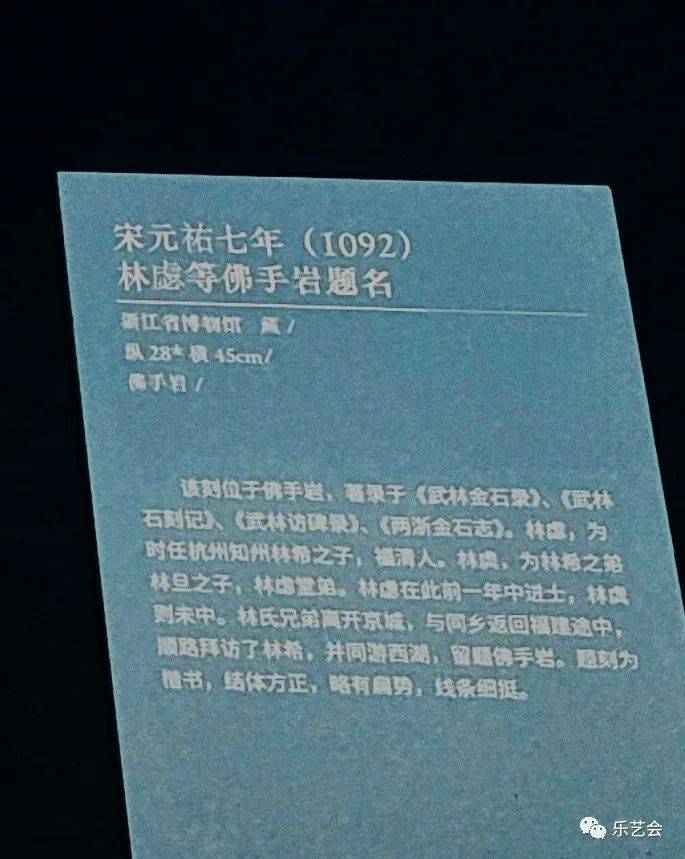 宋元祐七年（1092）
林虙等佛手岩题名
浙江省博物馆 藏 /
纵 28* 横 45cm/
佛手岩 /
该刻位于佛手岩，著录于《武林金石录》、《武林
石刻记》、《武林访碑录》、《两浙金石志》。林虙，为
时任杭州知州林希之子，福清人。林虞，为林希之弟
林旦之子，林虙堂弟。林虙在此前一年中进士，林虞
则未中。林氏兄弟离开京城，与同乡返回福建途中，
顺路拜访了林希，并同游西湖，留题佛手岩。题刻为
楷书，结体方正，略有扁势，线条细挺。
乐艺会